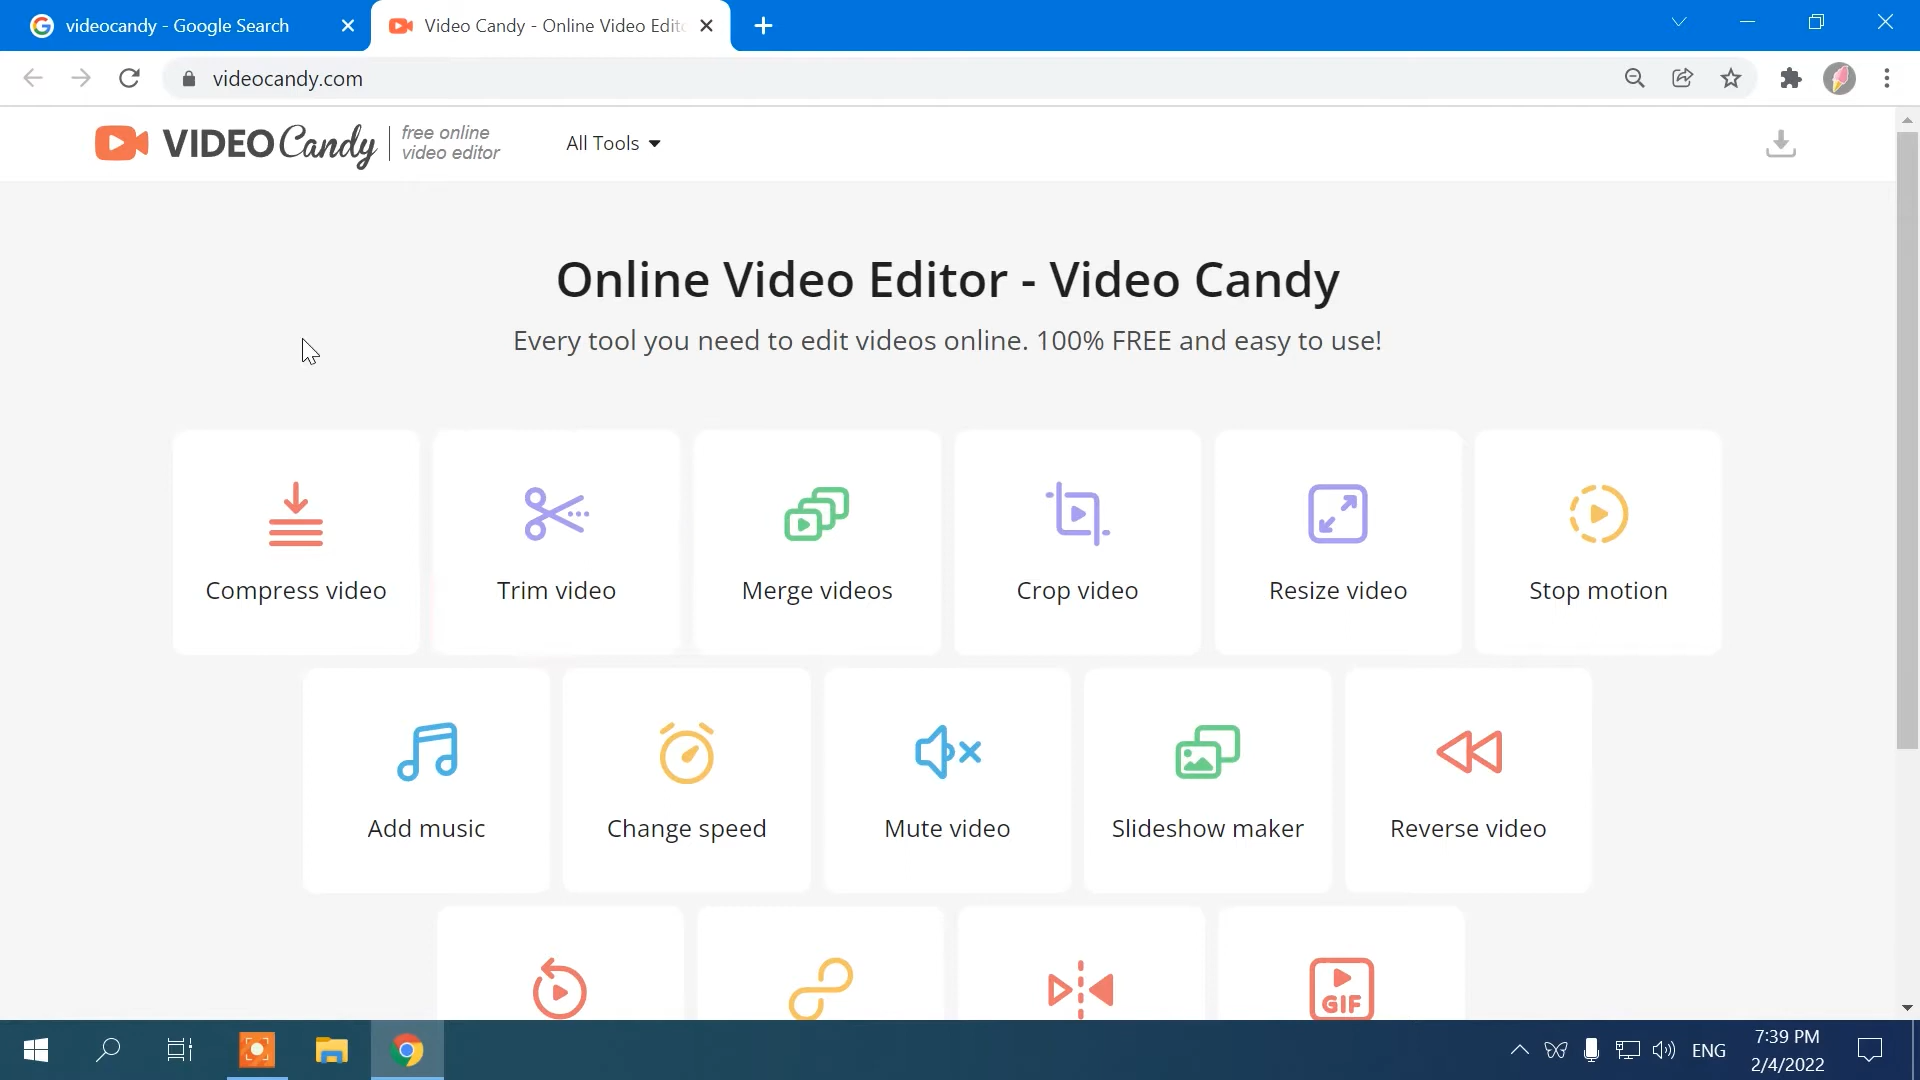 videocandy - Google Search
Video Candy - Online Video Edit
videocandy.com
VIDEO Candy
free online
video editor
All Tools
Online Video Editor - Video Candy
Every tool you need to edit videos online. 100% FREE and easy to use!
Compress video
Trim video
Merge videos
Crop video
Resize video
Stop motion
Add music
Change speed
Mute video
Slideshow maker
Reverse video
GIF
ENG
7:39 PM
2/4/2022